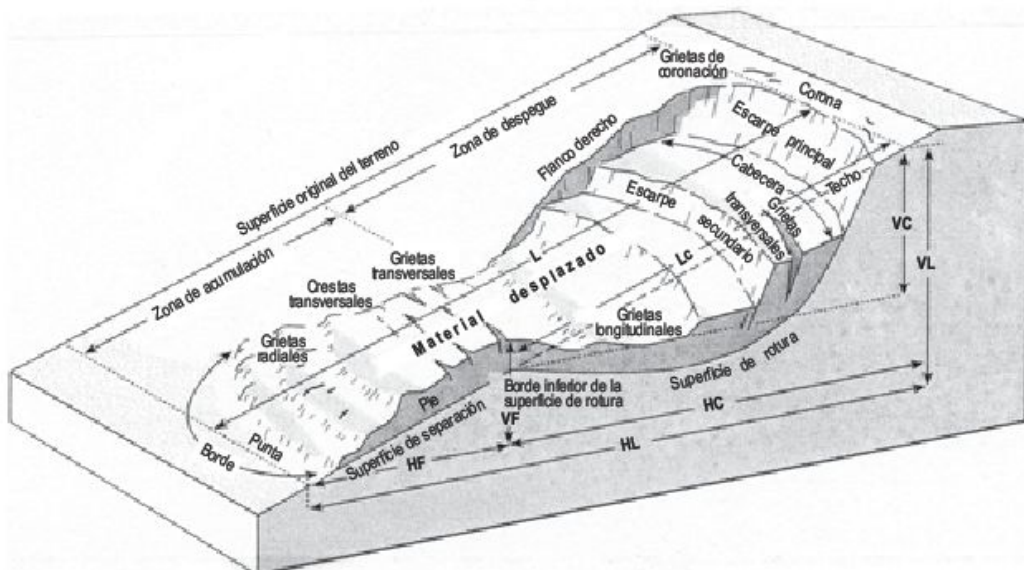 Grietas de
coronación
Corona
Escarpe principal
Zona de despegue
Flanco derecho
Superficie original del terreno
Cabecera
Techo
Grietas
transversales
Escarpe
secundario
VC
VL
Zona de acumulación
Grietas
transversales
L
Lc
Crestas
transversales
Material desplazado
Grietas
longitudinales
Grietas
radiales
Superficie de rotura
Borde inferior de la
superficie de rotura
Pie
VF
HC
Superficie de separación
HL
HF
Punta
Borde